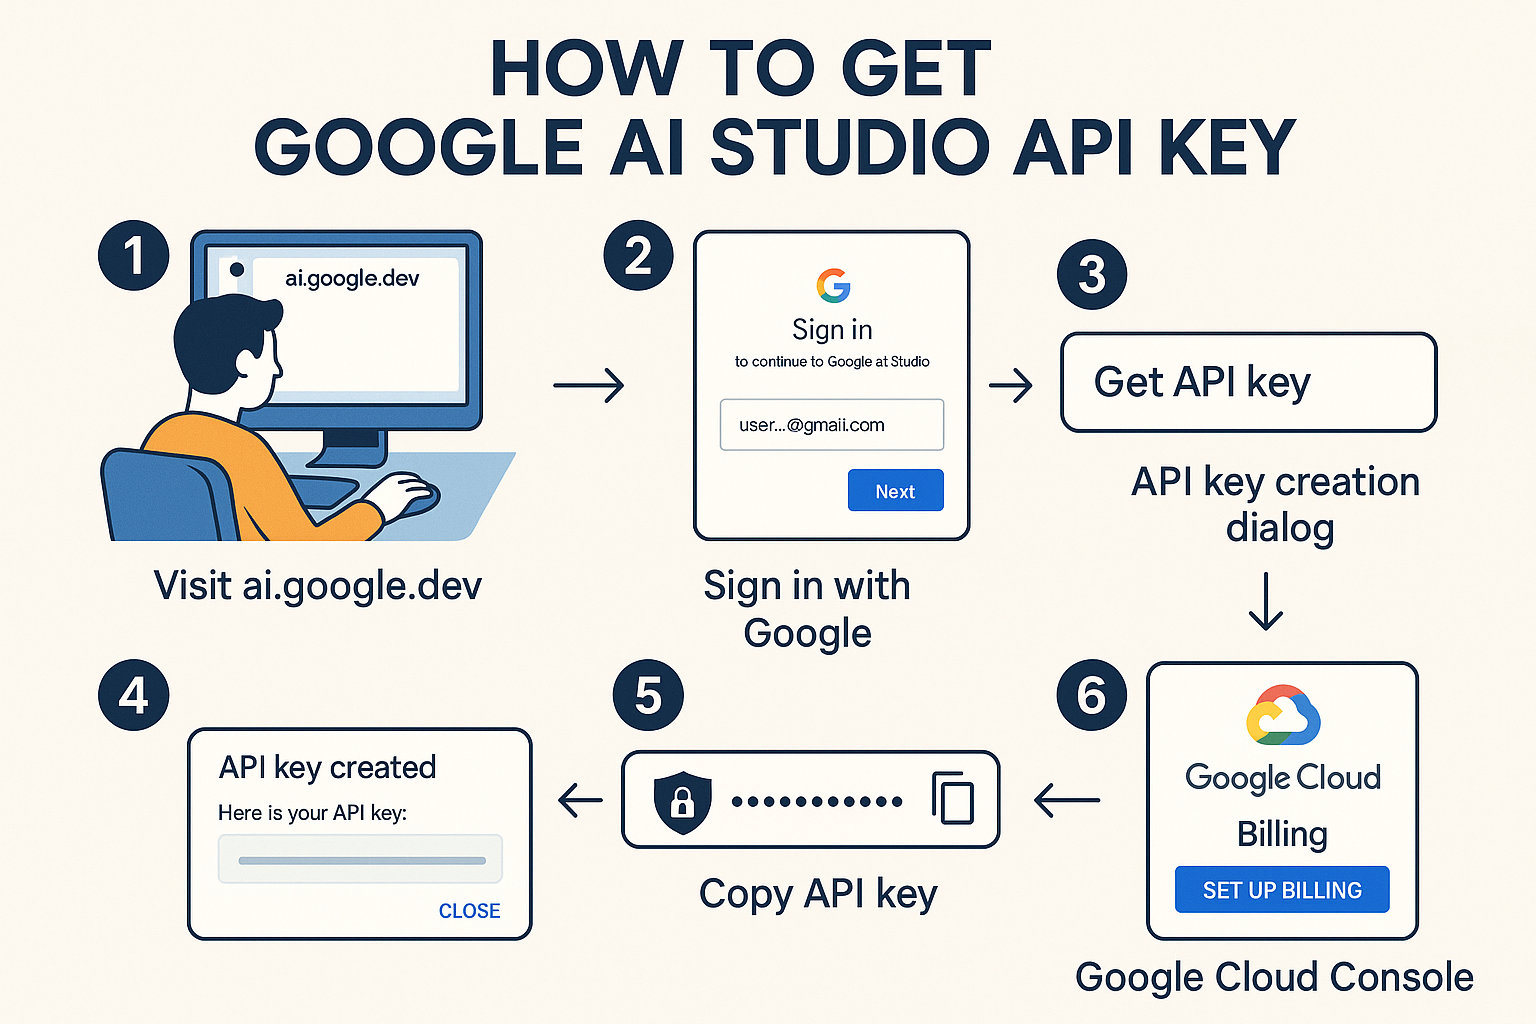 HOW TO GET
GOOGLE AI STUDIO API KEY
1
ai.google.dev
Visit ai.google.dev
2
G
Sign in
to continue to Google at Studio
user...@gmaii.com
Next
Sign in with
Google
3
Get API key
API key creation
dialog
4
API key created
Here is your API key:
CLOSE
5
Copy API key
6
Google Cloud
Billing
SET UP BILLING
Google Cloud Console